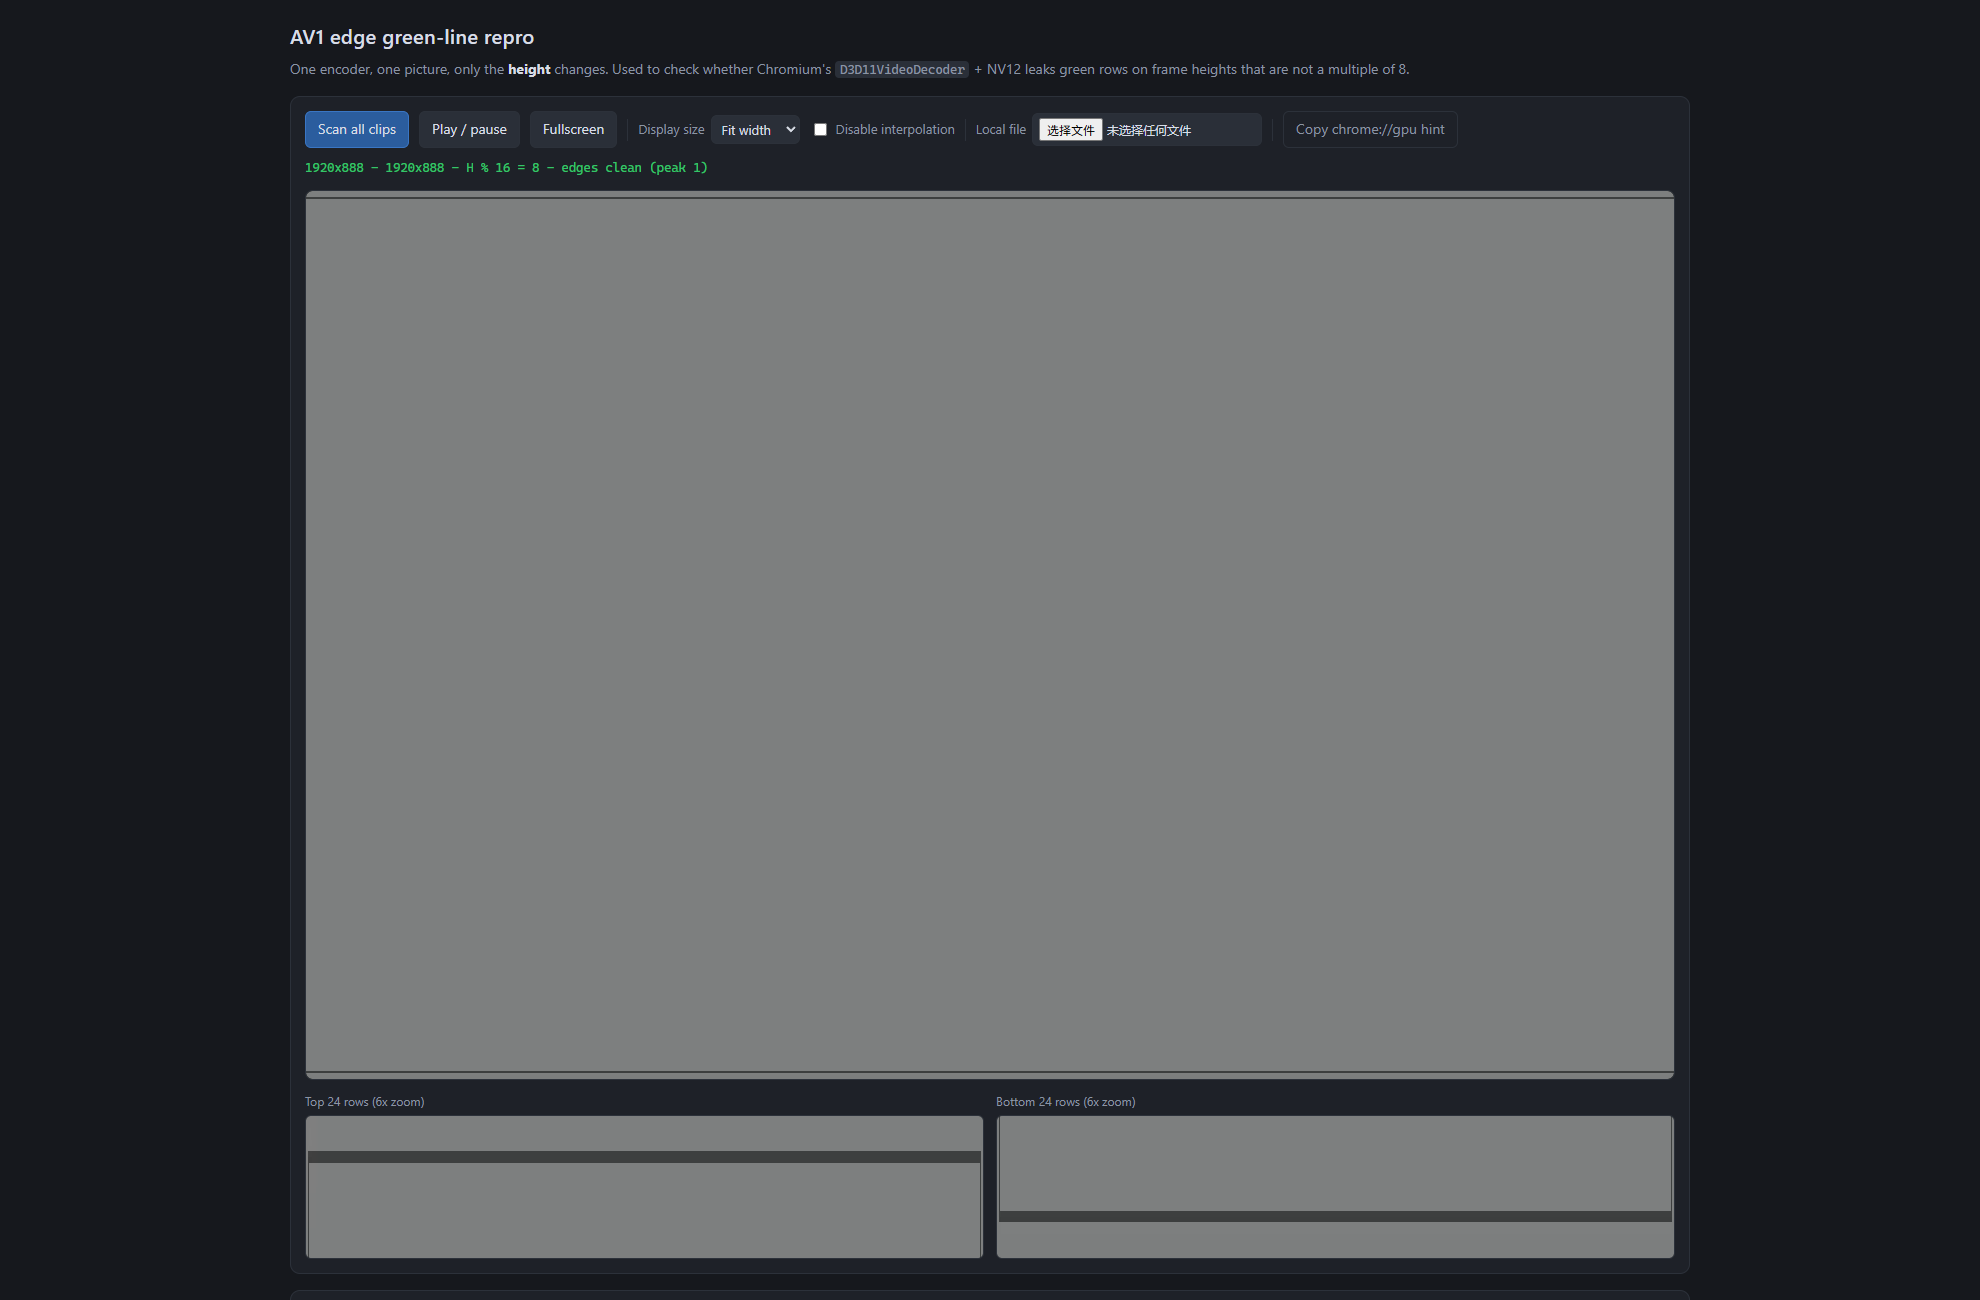 AV1 edge green-line repro
One encoder, one picture, only the height changes. Used to check whether Chromium's D3D11VideoDecoder + NV12 leaks green rows on frame heights that are not a multiple of 8.
Scan all clips Play / pause Fullscreen Display size Fit width Disable interpolation Local file 选择文件 未选择任何文件 Copy chrome://gpu hint
1920x888 – 1920x888 – H % 16 = 8 – edges clean (peak 1)
Top 24 rows (6x zoom) Bottom 24 rows (6x zoom)